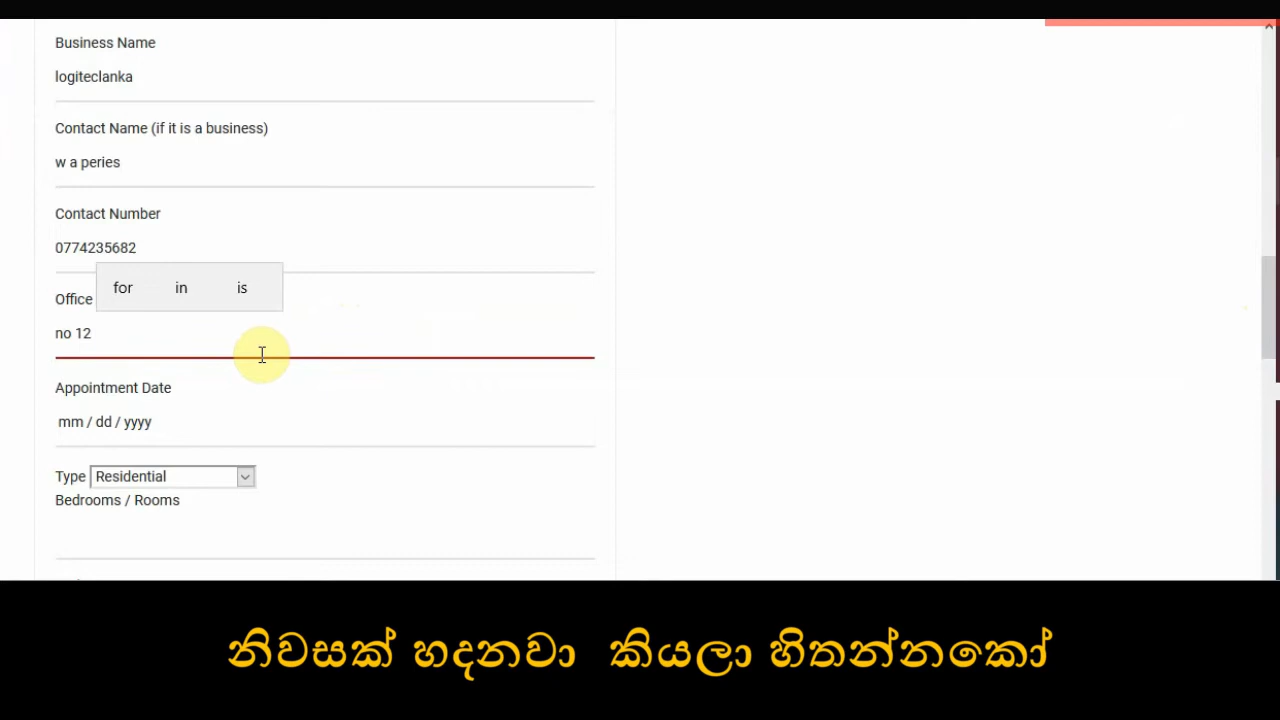 Business Name
logiteclanka
Contact Name (if it is a business)
w a peries
Contact Number
0774235682
for in is
Office
no 12
Appointment Date
mm / dd / yyyy
Type Residential
Bedrooms / Rooms
නිවසක් හදනවා කියලා හිතන්නකෝ